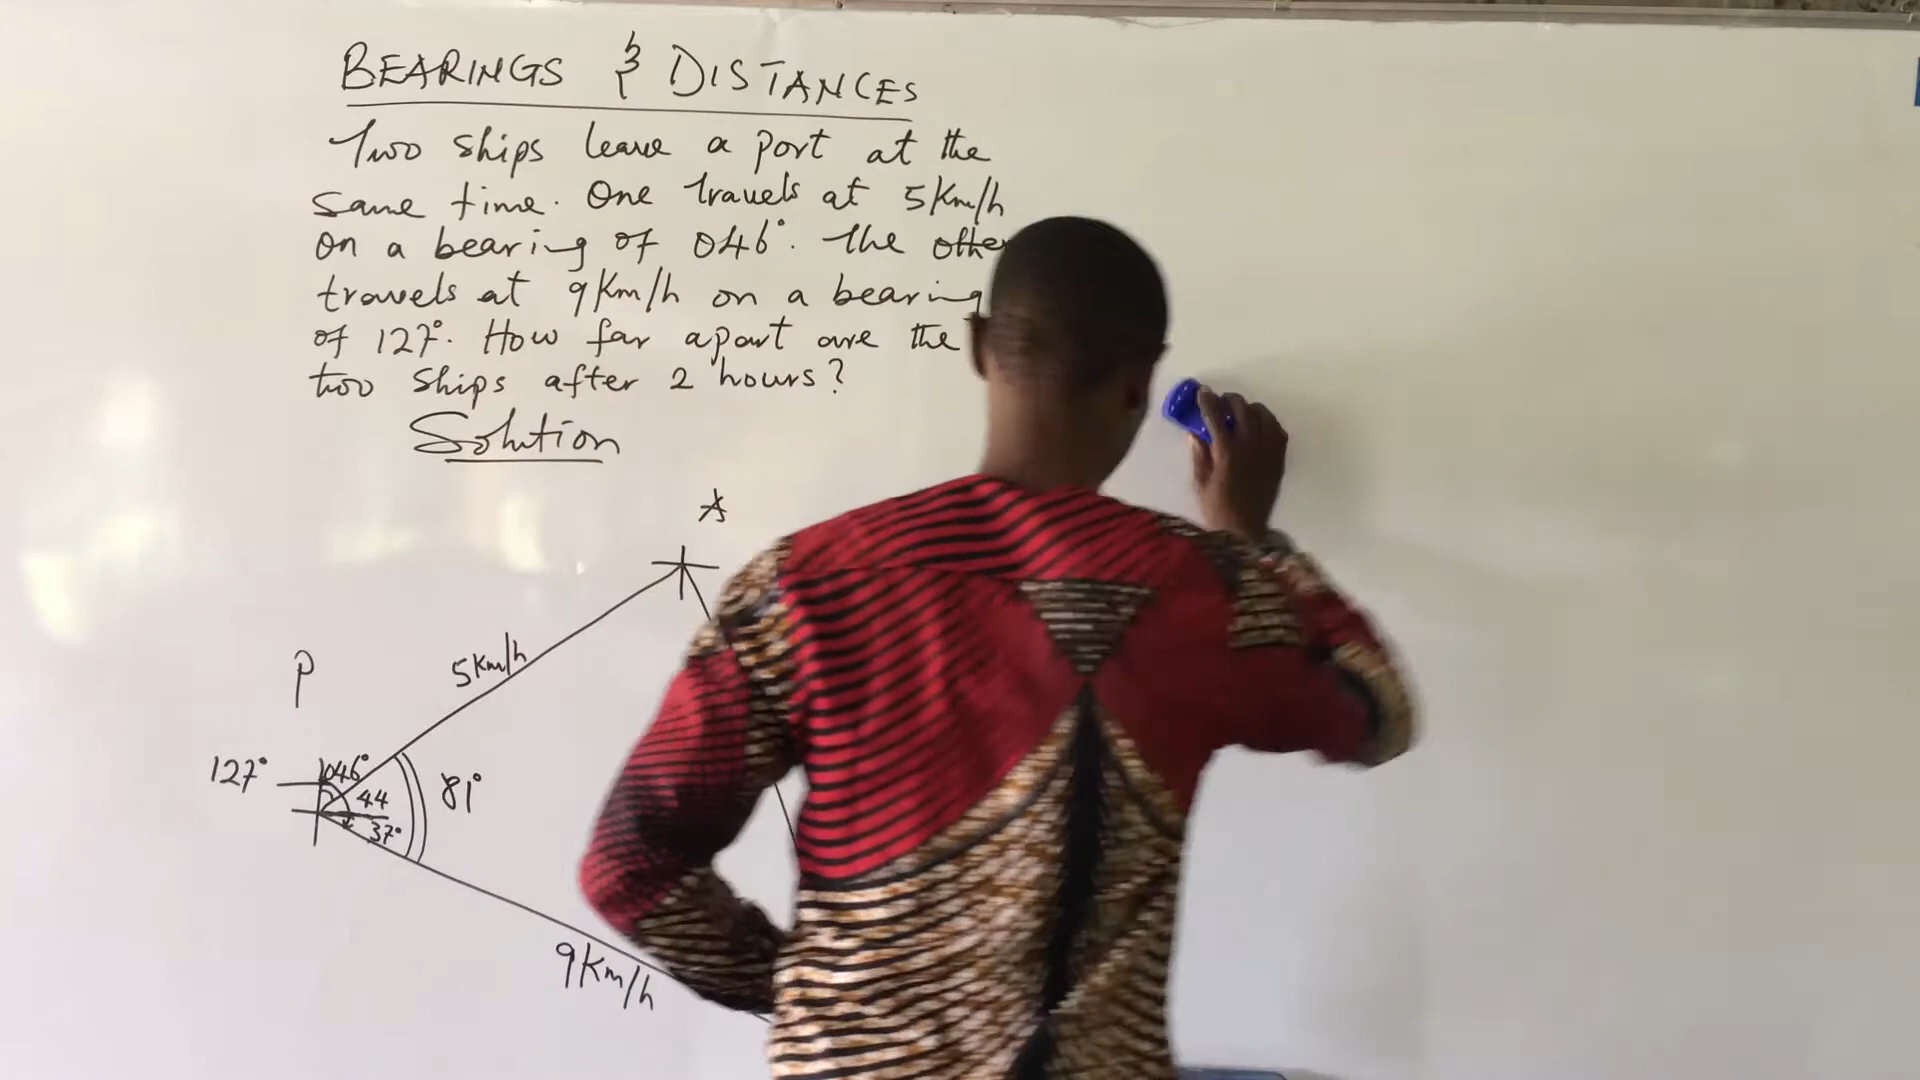 BEARINGS & DISTANCES
Two ships leave a port at the
same time. One travels at 5Km/h
on a bearing of 046°. The other
travels at 9Km/h on a bearing
of 127°. How far apart are the
two ships after 2 hours?
Solution
A
5Km/h
P
127°
046°
44
81°
37°
9Km/h